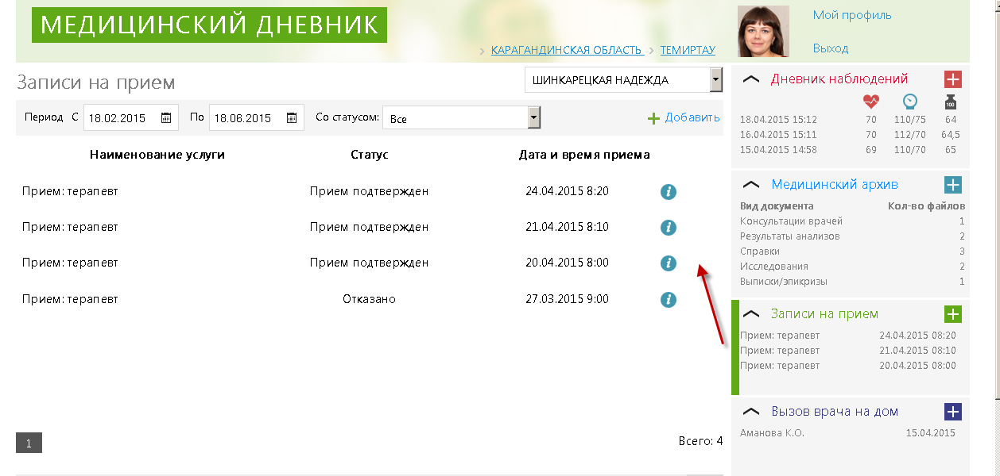 МЕДИЦИНСКИЙ ДНЕВНИК
КАРАГАНДИНСКАЯ ОБЛАСТЬ
ТЕМИРТАУ
Мой профиль
Выход
Записи на прием
ШИНКАРЕЦКАЯ НАДЕЖДА
Период С 18.02.2015 По 18.06.2015 Со статусом: Все
Добавить
Наименование услуги Статус Дата и время приема
Прием: терапевт Прием подтвержден 24.04.2015 8:20
Прием: терапевт Прием подтвержден 21.04.2015 8:10
Прием: терапевт Прием подтвержден 20.04.2015 8:00
Прием: терапевт Отказано 27.03.2015 9:00
1
Всего: 4
Дневник наблюдений
100
18.04.2015 15:12 70 110/75 64
16.04.2015 15:11 70 112/70 64,5
15.04.2015 14:58 69 110/70 65
Медицинский архив
Вид документа Кол-во файлов
Консультации врачей 1
Результаты анализов 2
Справки 3
Исследования 2
Выписки/эпикризы 1
Записи на прием
Прием: терапевт 24.04.2015 08:20
Прием: терапевт 21.04.2015 08:10
Прием: терапевт 20.04.2015 08:00
Вызов врача на дом
Аманова К.О. 15.04.2015